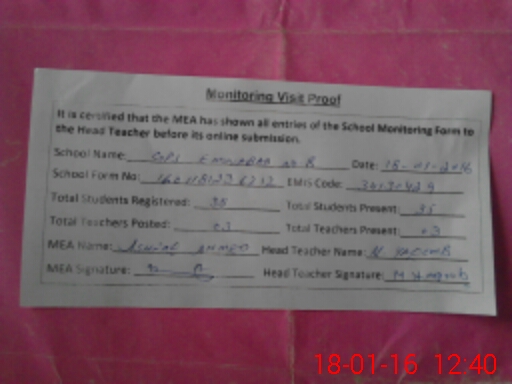 Monitoring Visit Proof
It is certified that the MEA has shown all entries of the School Monitoring Form to
the Head Teacher before its online submission.
School Name: Date: 18-01-2016
School Form No: EMIS Code:
Total Students Registered: 35 Total Students Present: 35
Total Teachers Posted: 03 Total Teachers Present: 03
MEA Name: AHMED Head Teacher Name: M. YAQOOB
MEA Signature: Head Teacher Signature: M Yaqoob
18-01-16 12:40